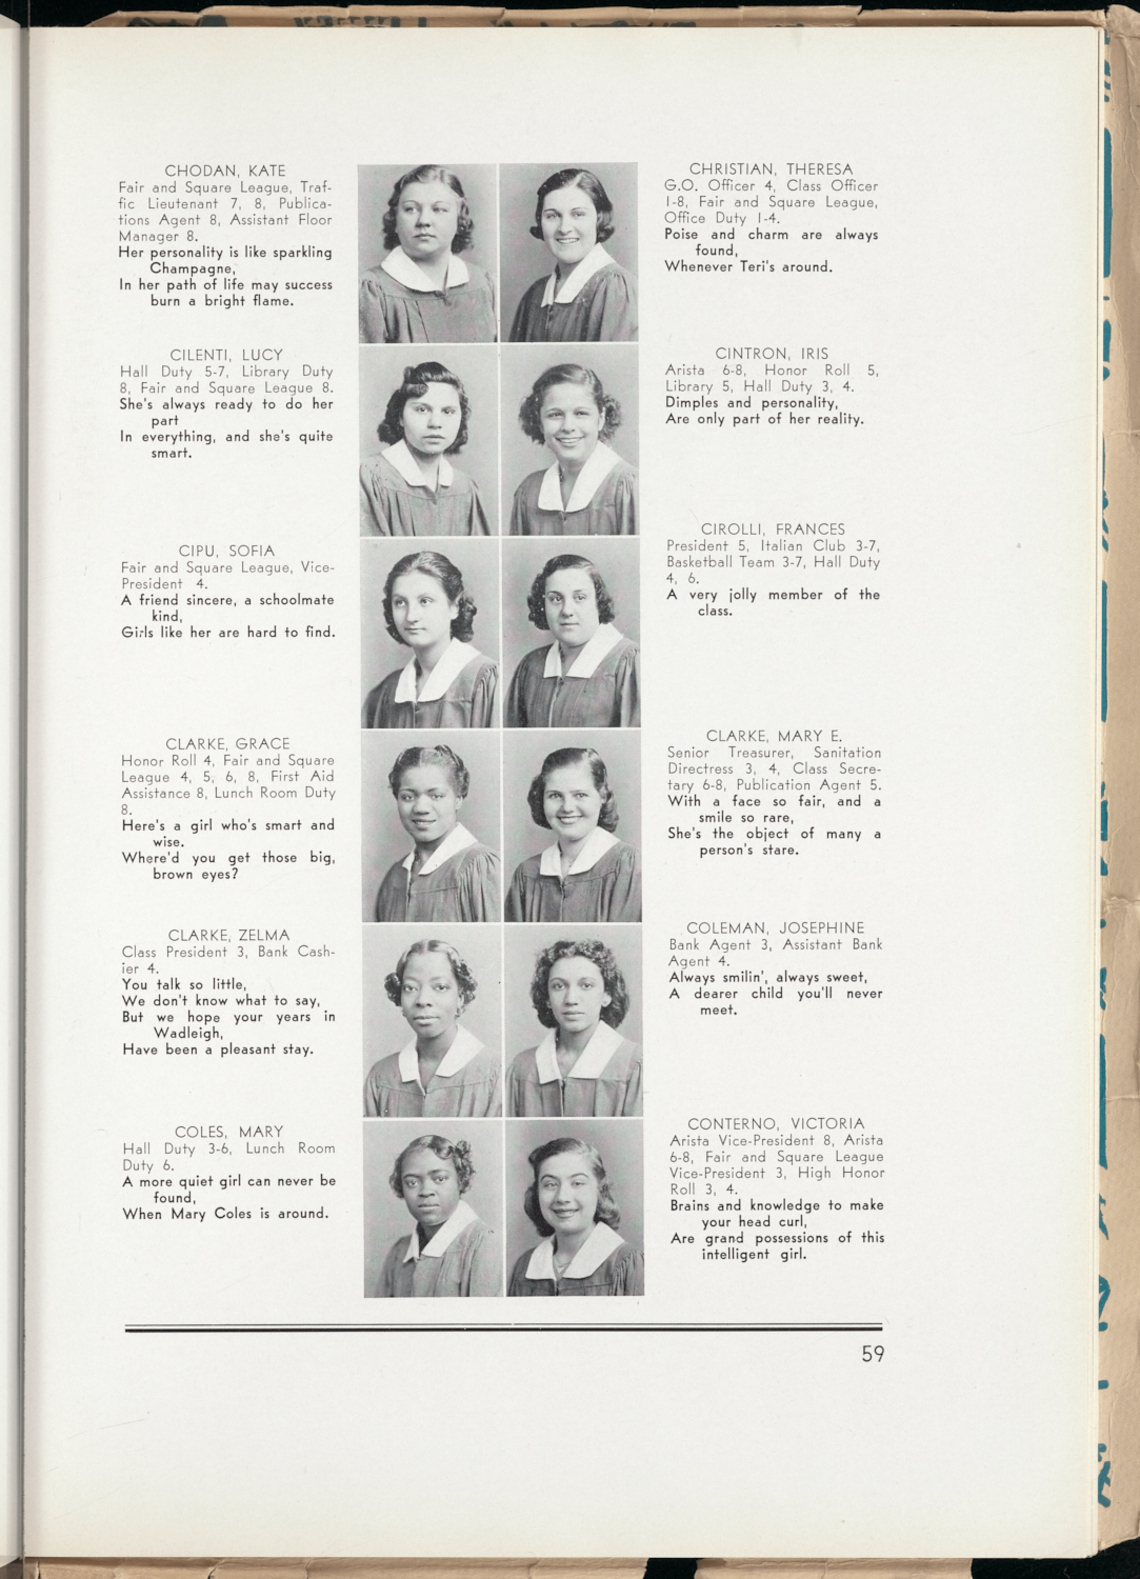 CHODAN, KATE
Fair and Square League, Traf-
fic Lieutenant 7, 8, Publica-
tions Agent 8, Assistant Floor
Manager 8.
Her personality is like sparkling
Champagne,
In her path of life may success
burn a bright flame.
CILENTI, LUCY
Hall Duty 5-7, Library Duty
8, Fair and Square League 8.
She's always ready to do her
part
In everything, and she's quite
smart.
CIPU, SOFIA
Fair and Square League, Vice-
President 4.
A friend sincere, a schoolmate
kind,
Girls like her are hard to find.
CLARKE, GRACE
Honor Roll 4, Fair and Square
League 4, 5, 6, 8, First Aid
Assistance 8, Lunch Room Duty
8.
Here's a girl who's smart and
wise.
Where'd you get those big,
brown eyes?
CLARKE, ZELMA
Class President 3, Bank Cash-
ier 4.
You talk so little,
We don't know what to say,
But we hope your years in
Wadleigh,
Have been a pleasant stay.
COLES, MARY
Hall Duty 3-6, Lunch Room
Duty 6.
A more quiet girl can never be
found,
When Mary Coles is around.
CHRISTIAN, THERESA
G.O. Officer 4, Class Officer
1-8, Fair and Square League,
Office Duty 1-4.
Poise and charm are always
found,
Whenever Teri's around.
CINTRON, IRIS
Arista 6-8, Honor Roll 5,
Library 5, Hall Duty 3, 4.
Dimples and personality,
Are only part of her reality.
CIROLLI, FRANCES
President 5, Italian Club 3-7,
Basketball Team 3-7, Hall Duty
4, 6.
A very jolly member of the
class.
CLARKE, MARY E.
Senior Treasurer, Sanitation
Directress 3, 4, Class Secre-
tary 6-8, Publication Agent 5.
With a face so fair, and a
smile so rare,
She's the object of many a
person's stare.
COLEMAN, JOSEPHINE
Bank Agent 3, Assistant Bank
Agent 4.
Always smilin', always sweet,
A dearer child you'll never
meet.
CONTERNO, VICTORIA
Arista Vice-President 8, Arista
6-8, Fair and Square League
Vice-President 3, High Honor
Roll 3, 4.
Brains and knowledge to make
your head curl,
Are grand possessions of this
intelligent girl.
59